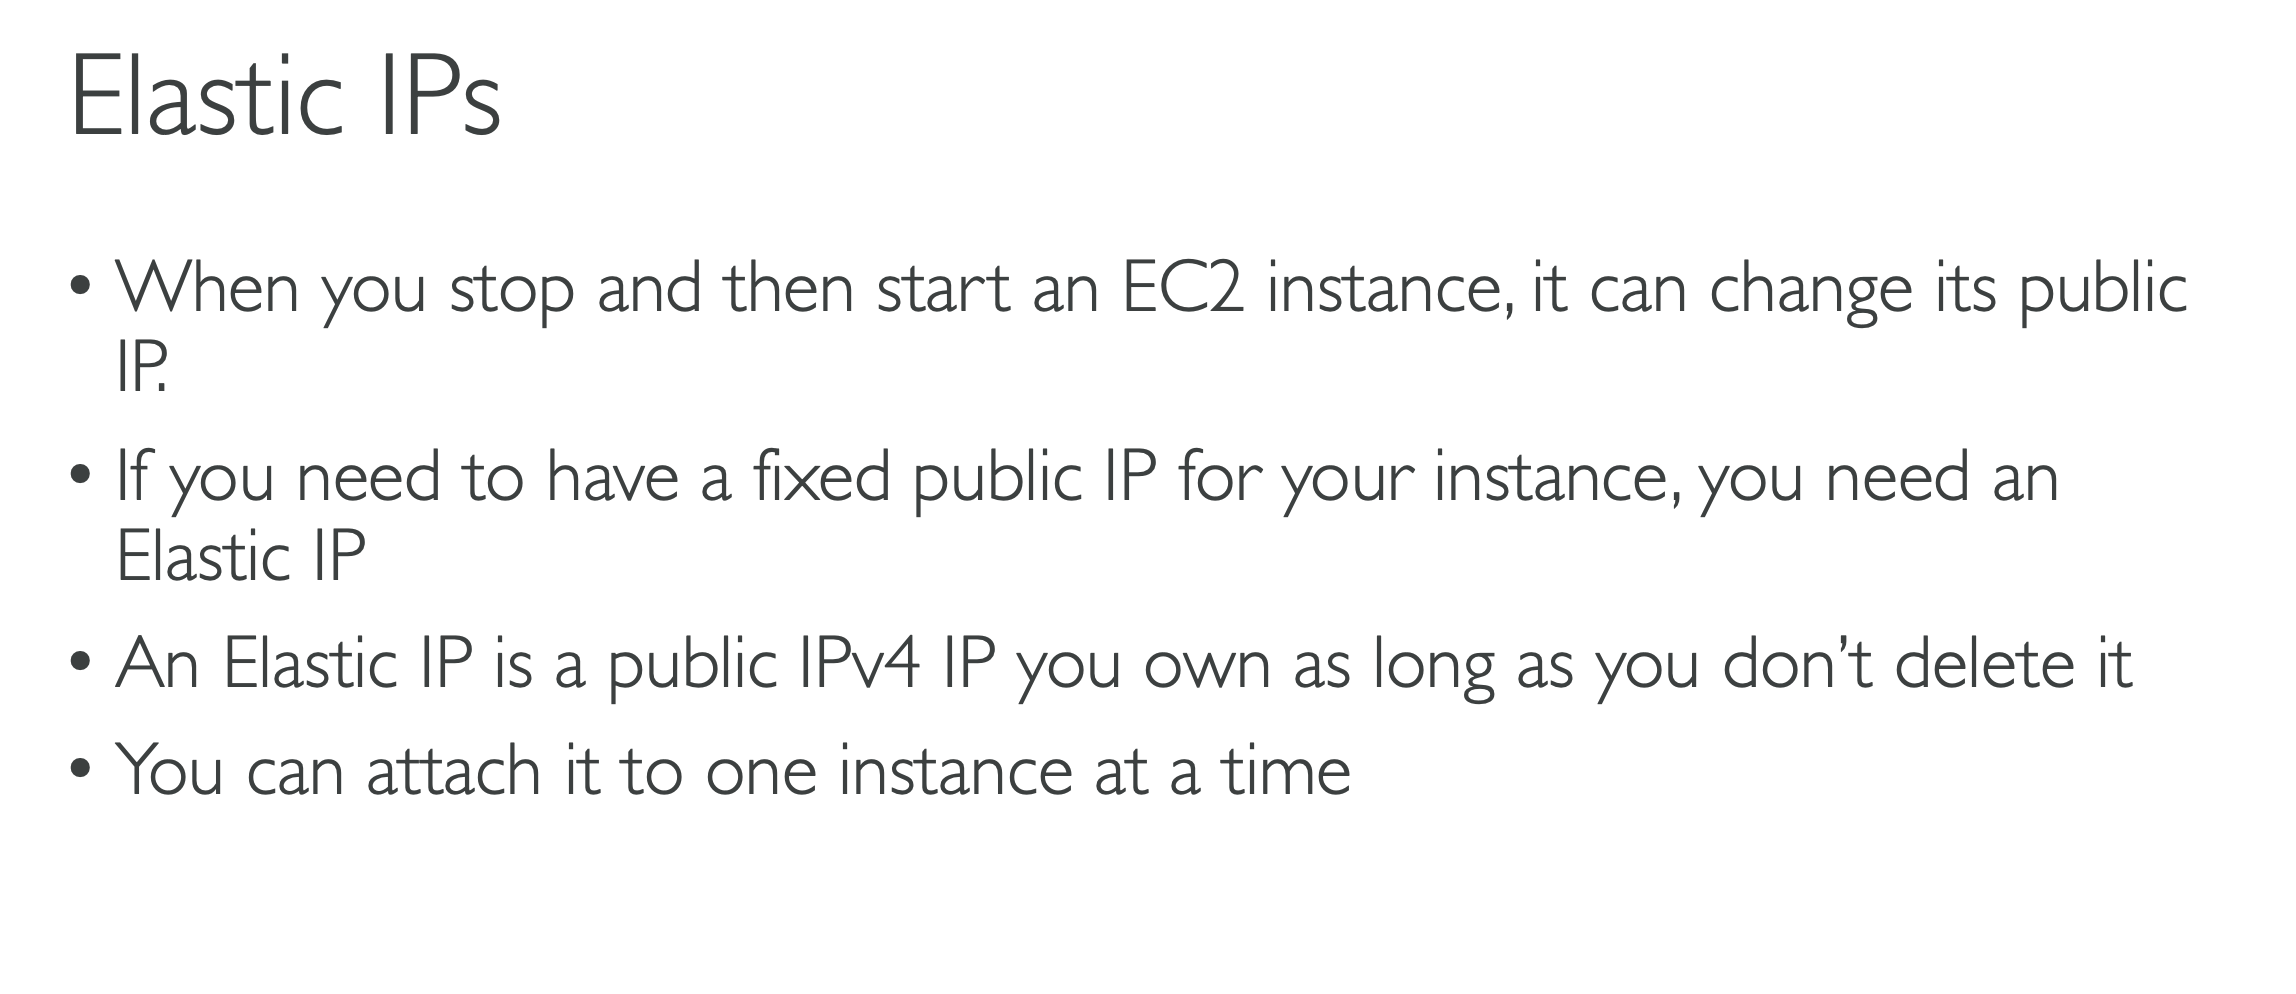 Elastic IPs
• When you stop and then start an EC2 instance, it can change its public
IP.
• If you need to have a fixed public IP for your instance, you need an
Elastic IP
• An Elastic IP is a public IPv4 IP you own as long as you don’t delete it
• You can attach it to one instance at a time